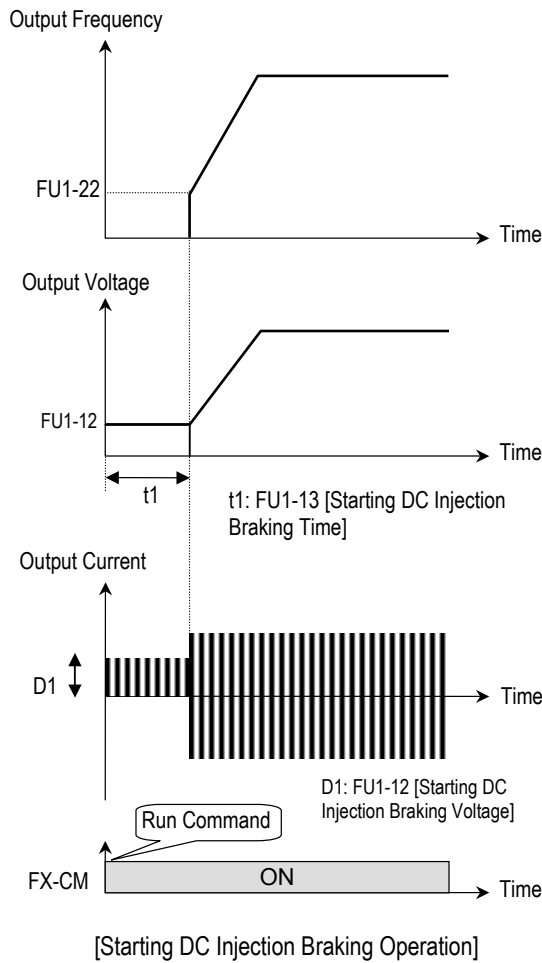 Output Frequency
FU1-22
Time
Output Voltage
FU1-12
Time
t1
t1: FU1-13 [Starting DC Injection
Braking Time]
Output Current
D1
Time
D1: FU1-12 [Starting DC
Injection Braking Voltage]
Run Command
FX-CM
ON
Time
[Starting DC Injection Braking Operation]